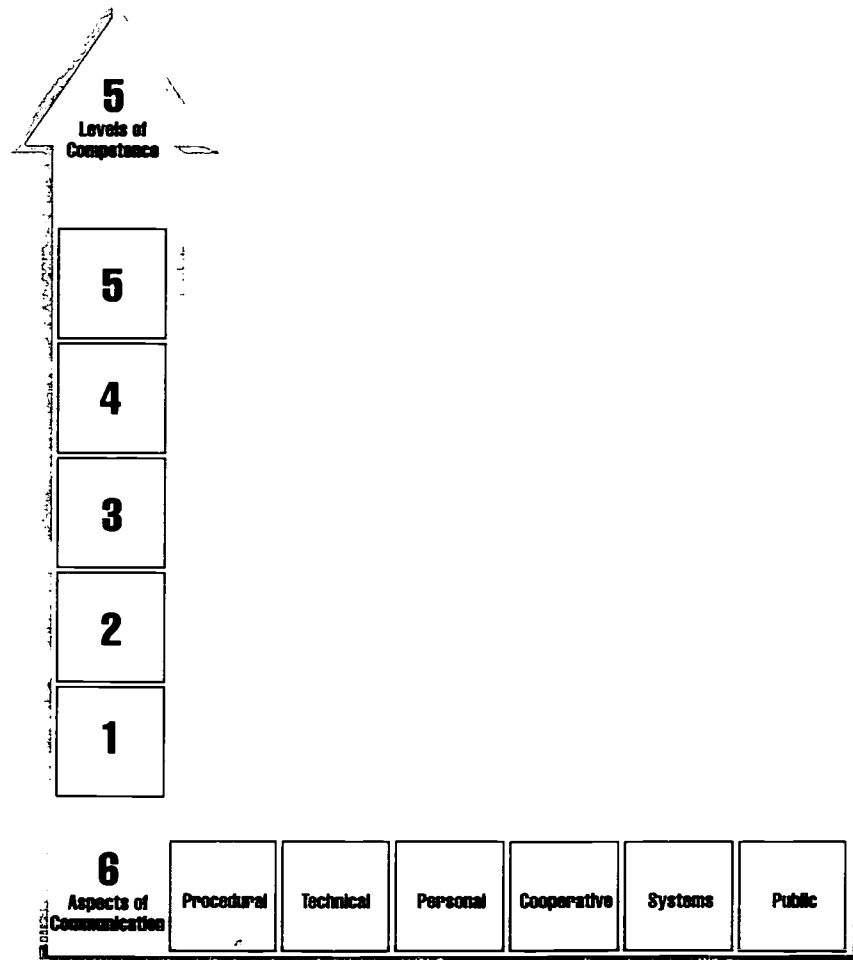 5
Levels of
Competence
5
4
3
2
1
6
Aspects of
Communication
Procedural
Technical
Personal
Cooperative
Systems
Public